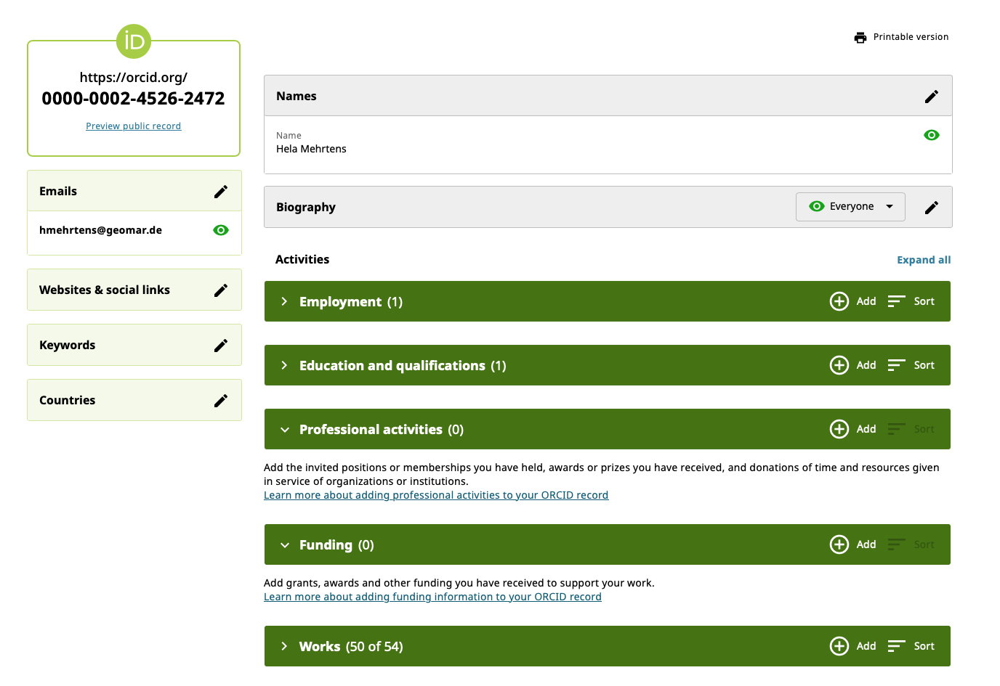 iD
https://orcid.org/
0000-0002-4526-2472
Preview public record
Emails
hmehrtens@geomar.de
Websites & social links
Keywords
Countries
Printable version
Names
Name
Hela Mehrtens
Biography
Everyone
Activities
Expand all
Employment (1)
Add
Sort
Education and qualifications (1)
Add
Sort
Professional activities (0)
Add
Sort
Add the invited positions or memberships you have held, awards or prizes you have received, and donations of time and resources given
in service of organizations or institutions.
Learn more about adding professional activities to your ORCID record
Funding (0)
Add
Sort
Add grants, awards and other funding you have received to support your work.
Learn more about adding funding information to your ORCID record
Works (50 of 54)
Add
Sort